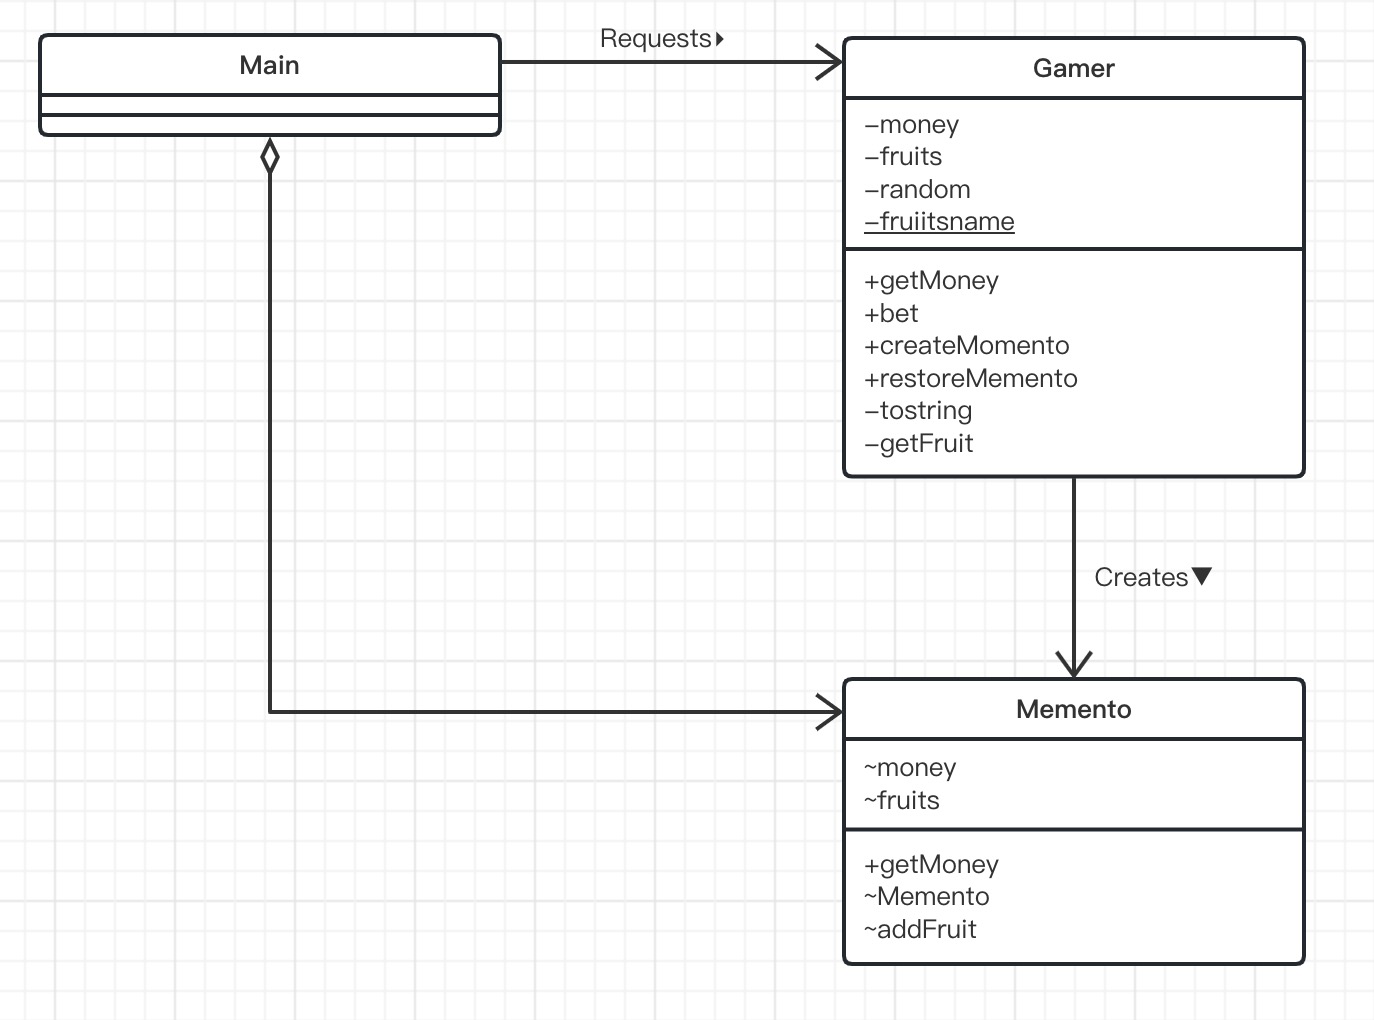 Main
Requests▶
Gamer
–money
–fruits
–random
–fruiitsname
+getMoney
+bet
+createMomento
+restoreMemento
–tostring
–getFruit
Creates▼
Memento
~money
~fruits
+getMoney
~Memento
~addFruit